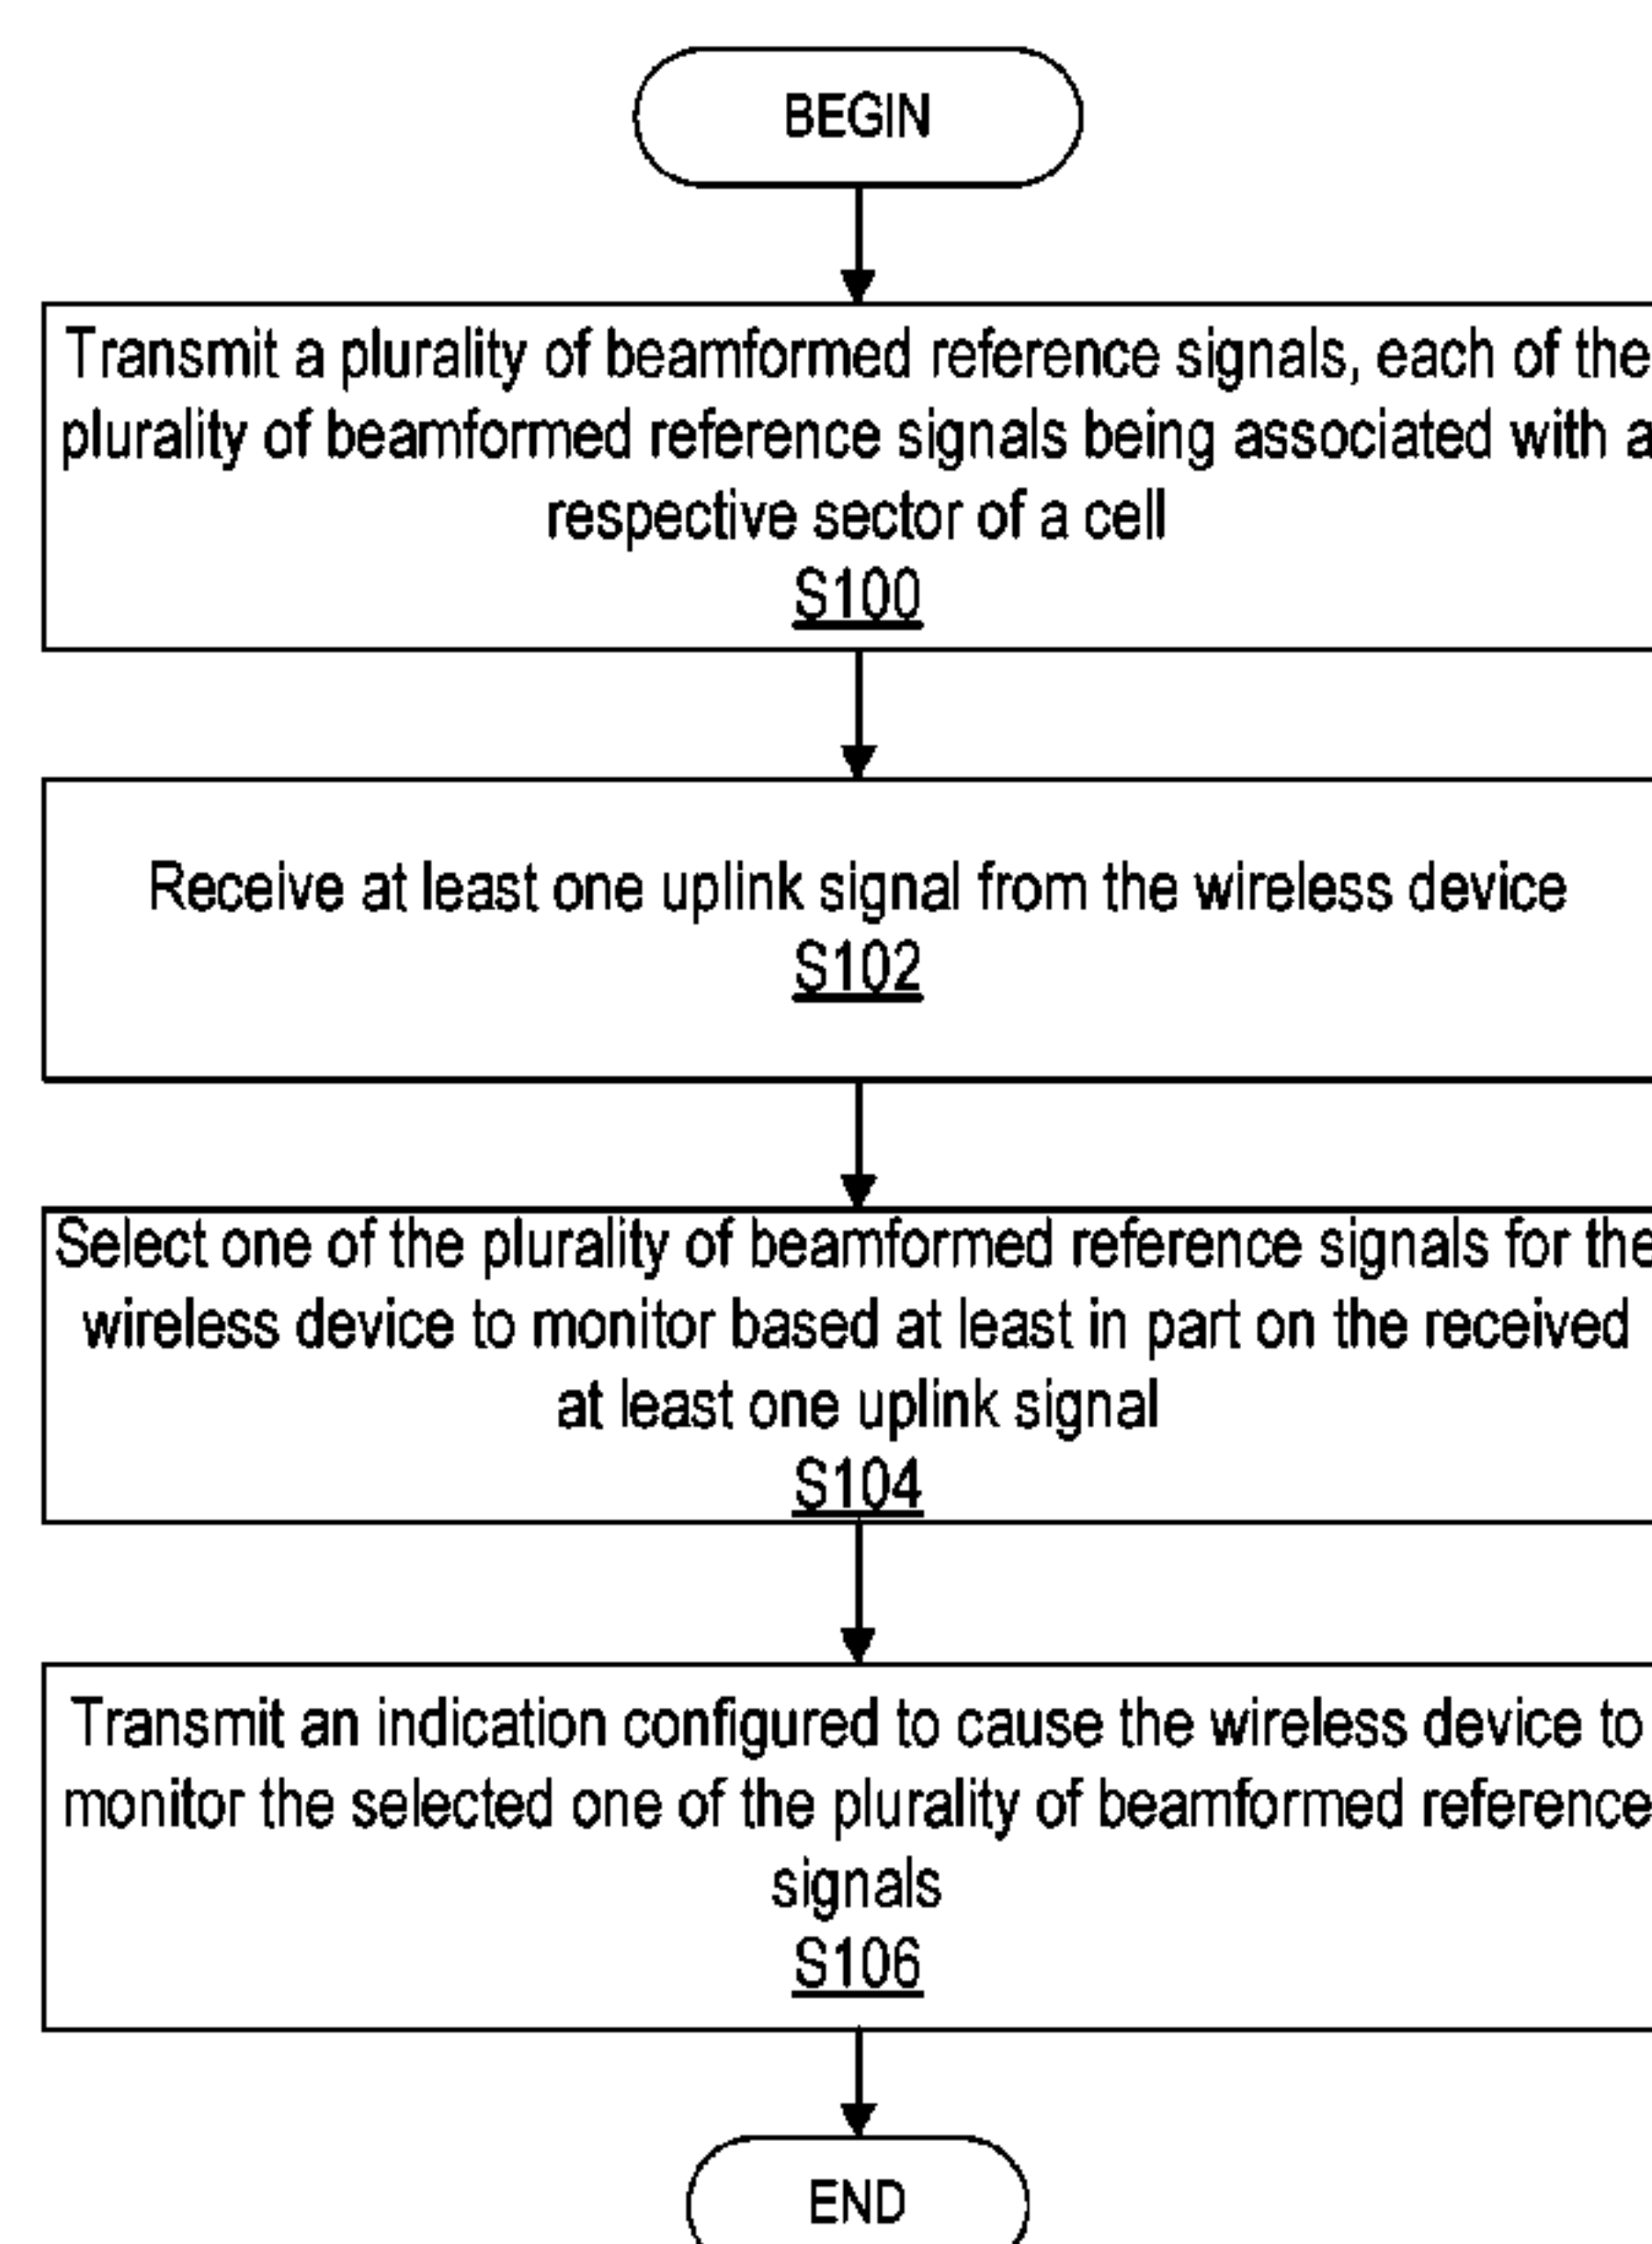 BEGIN
Transmit a plurality of beamformed reference signals, each of the
plurality of beamformed reference signals being associated with a
respective sector of a cell
S100
Receive at least one uplink signal from the wireless device
S102
Select one of the plurality of beamformed reference signals for the
wireless device to monitor based at least in part on the received
at least one uplink signal
S104
Transmit an indication configured to cause the wireless device to
monitor the selected one of the plurality of beamformed reference
signals
S106
END